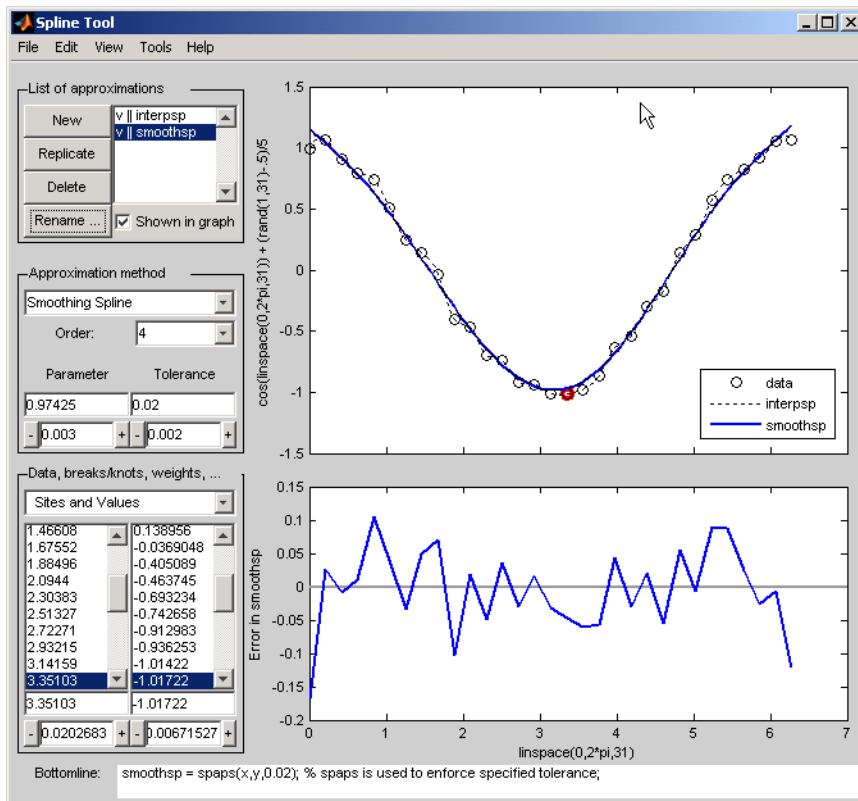 Spline Tool
File Edit View Tools Help
List of approximations
New
Replicate
Delete
Rename ...
v || interpsp
v || smoothsp
Shown in graph
Approximation method
Smoothing Spline
Order: 4
Parameter Tolerance
0.97425 0.02
- 0.003 + - 0.002 +
Data, breaks/knots, weights, ...
Sites and Values
1.46608 0.138956
1.67552 -0.0369048
1.88496 -0.405089
2.0944 -0.463745
2.30383 -0.693234
2.51327 -0.742658
2.72271 -0.912983
2.93215 -0.936253
3.14159 -1.01422
3.35103 -1.01722
3.35103 -1.01722
- 0.0202683 + - 0.00671527 +
1.5
1
0.5
0
-0.5
-1
-1.5
cos(linspace(0,2*pi,31)) + (rand(1,31)-.5)/5
0 1 2 3 4 5 6 7
data
interpsp
smoothsp
0.15
0.1
0.05
0
-0.05
-0.1
-0.15
-0.2
Error in smoothsp
0 1 2 3 4 5 6 7
linspace(0,2*pi,31)
Bottomline: smoothsp = spaps(x,y,0.02); % spaps is used to enforce specified tolerance;